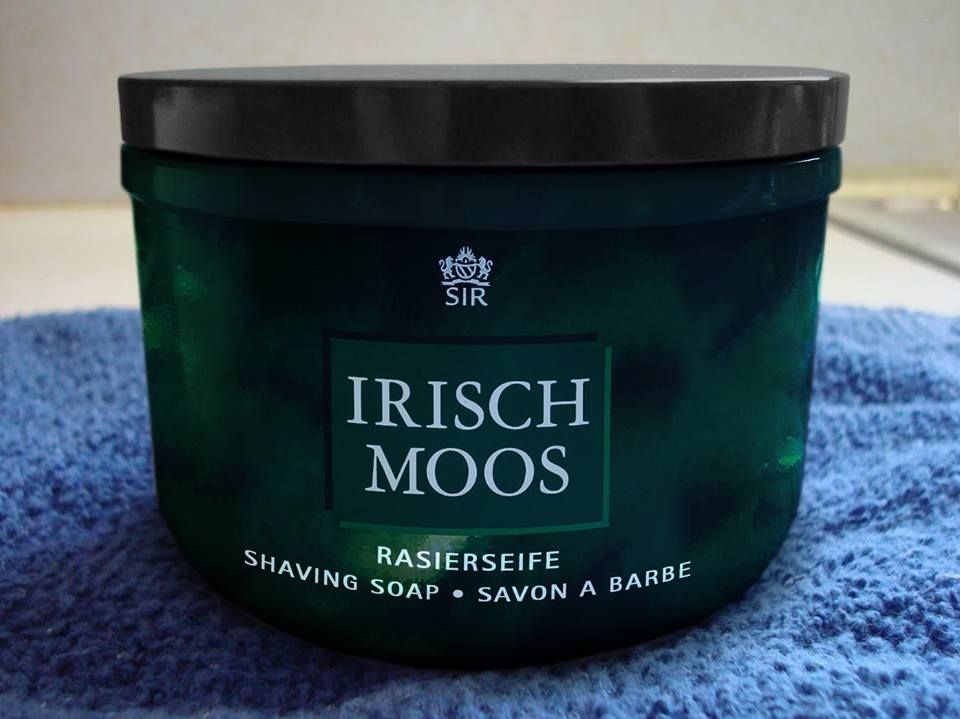 SIR
IRISCH
MOOS
RASIERSEIFE
SHAVING SOAP • SAVON A BARBE